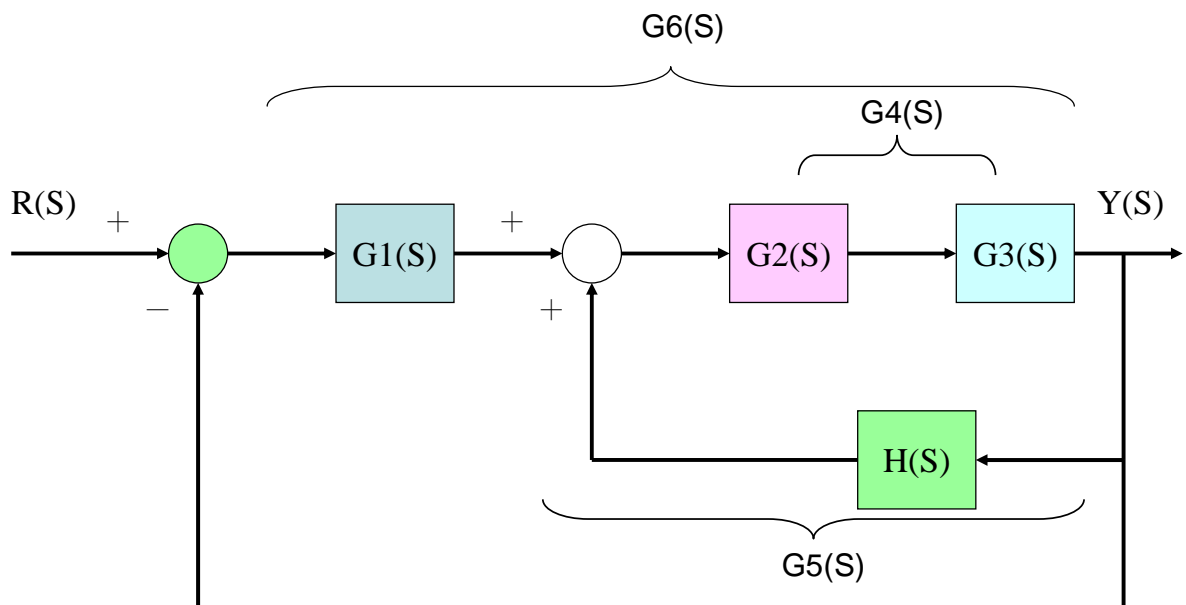 G6(S)
G4(S)
R(S)
Y(S)
+
+
G1(S)
G2(S)
G3(S)
−
+
H(S)
G5(S)